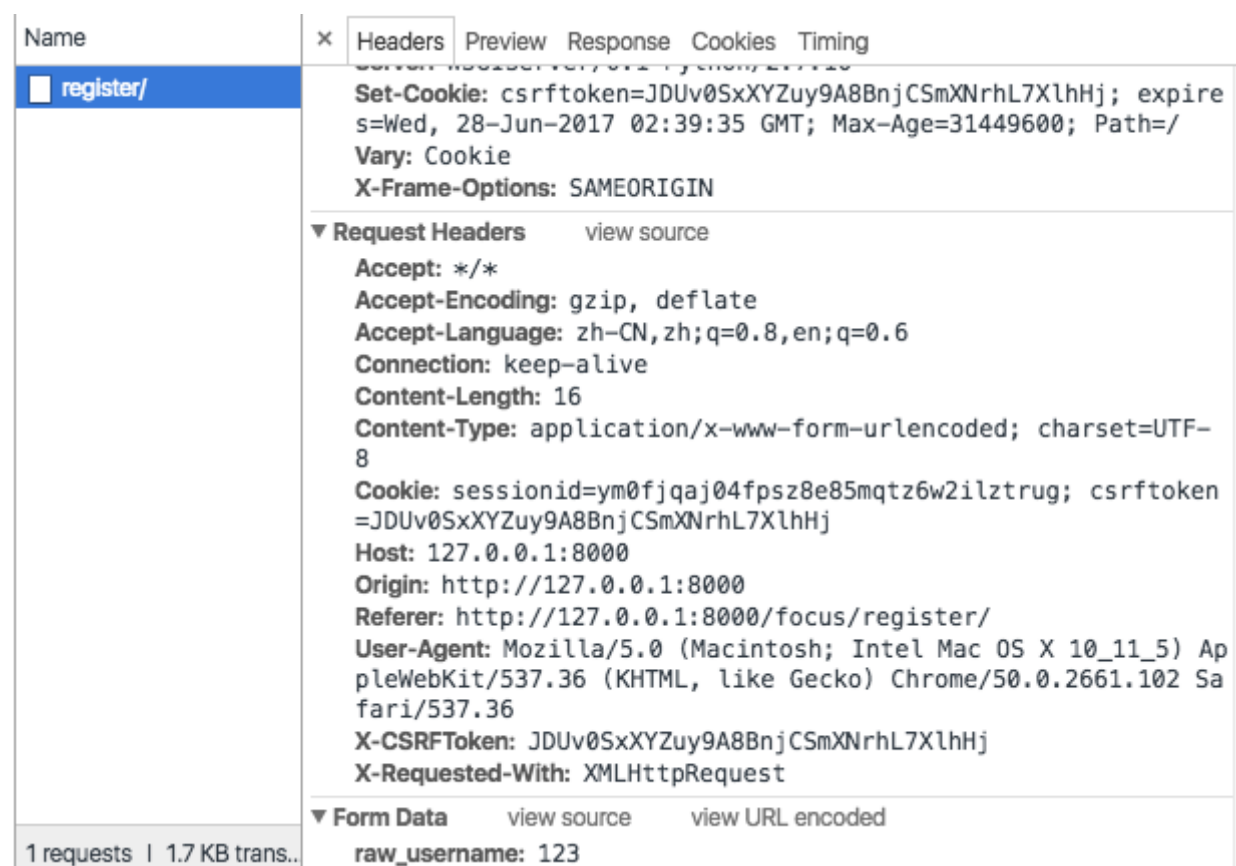 Name
× Headers Preview Response Cookies Timing
register/
Set-Cookie: csrftoken=JDUv0SxXYZuy9A8BnjCSmXNrhL7XlhHj; expire
s=Wed, 28-Jun-2017 02:39:35 GMT; Max-Age=31449600; Path=/
Vary: Cookie
X-Frame-Options: SAMEORIGIN
▼ Request Headers view source
Accept: */*
Accept-Encoding: gzip, deflate
Accept-Language: zh-CN,zh;q=0.8,en;q=0.6
Connection: keep-alive
Content-Length: 16
Content-Type: application/x-www-form-urlencoded; charset=UTF-
8
Cookie: sessionid=ym0fjqaj04fpsz8e85mqtz6w2ilztrug; csrftoken
=JDUv0SxXYZuy9A8BnjCSmXNrhL7XlhHj
Host: 127.0.0.1:8000
Origin: http://127.0.0.1:8000
Referer: http://127.0.0.1:8000/focus/register/
User-Agent: Mozilla/5.0 (Macintosh; Intel Mac OS X 10_11_5) Ap
pleWebKit/537.36 (KHTML, like Gecko) Chrome/50.0.2661.102 Sa
fari/537.36
X-CSRFToken: JDUv0SxXYZuy9A8BnjCSmXNrhL7XlhHj
X-Requested-With: XMLHttpRequest
▼ Form Data view source view URL encoded
raw_username: 123
1 requests | 1.7 KB trans...